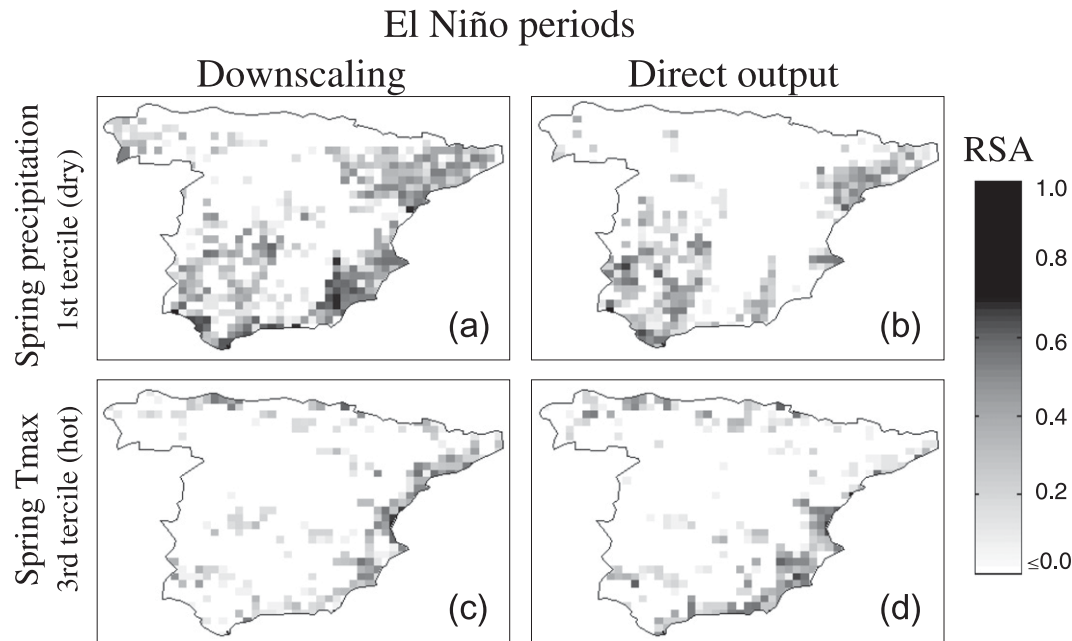 El Niño periods
Downscaling
Direct output
Spring precipitation
1st tercile (dry)
(a)
(b)
RSA
1.0
0.8
0.6
0.4
0.2
≤0.0
Spring Tmax
3rd tercile (hot)
(c)
(d)